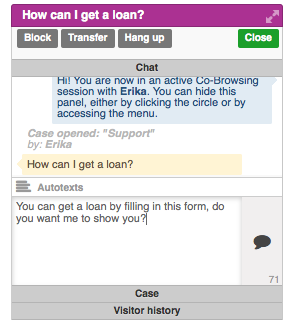 How can I get a loan?
Block Transfer Hang up Close
Chat
Hi! You are now in an active Co-Browsing
session with Erika. You can hide this
panel, either by clicking the circle or by
accessing the menu.
Case opened: "Support"
by: Erika
How can I get a loan?
Autotexts
You can get a loan by filling in this form, do
you want me to show you?
71
Case
Visitor history